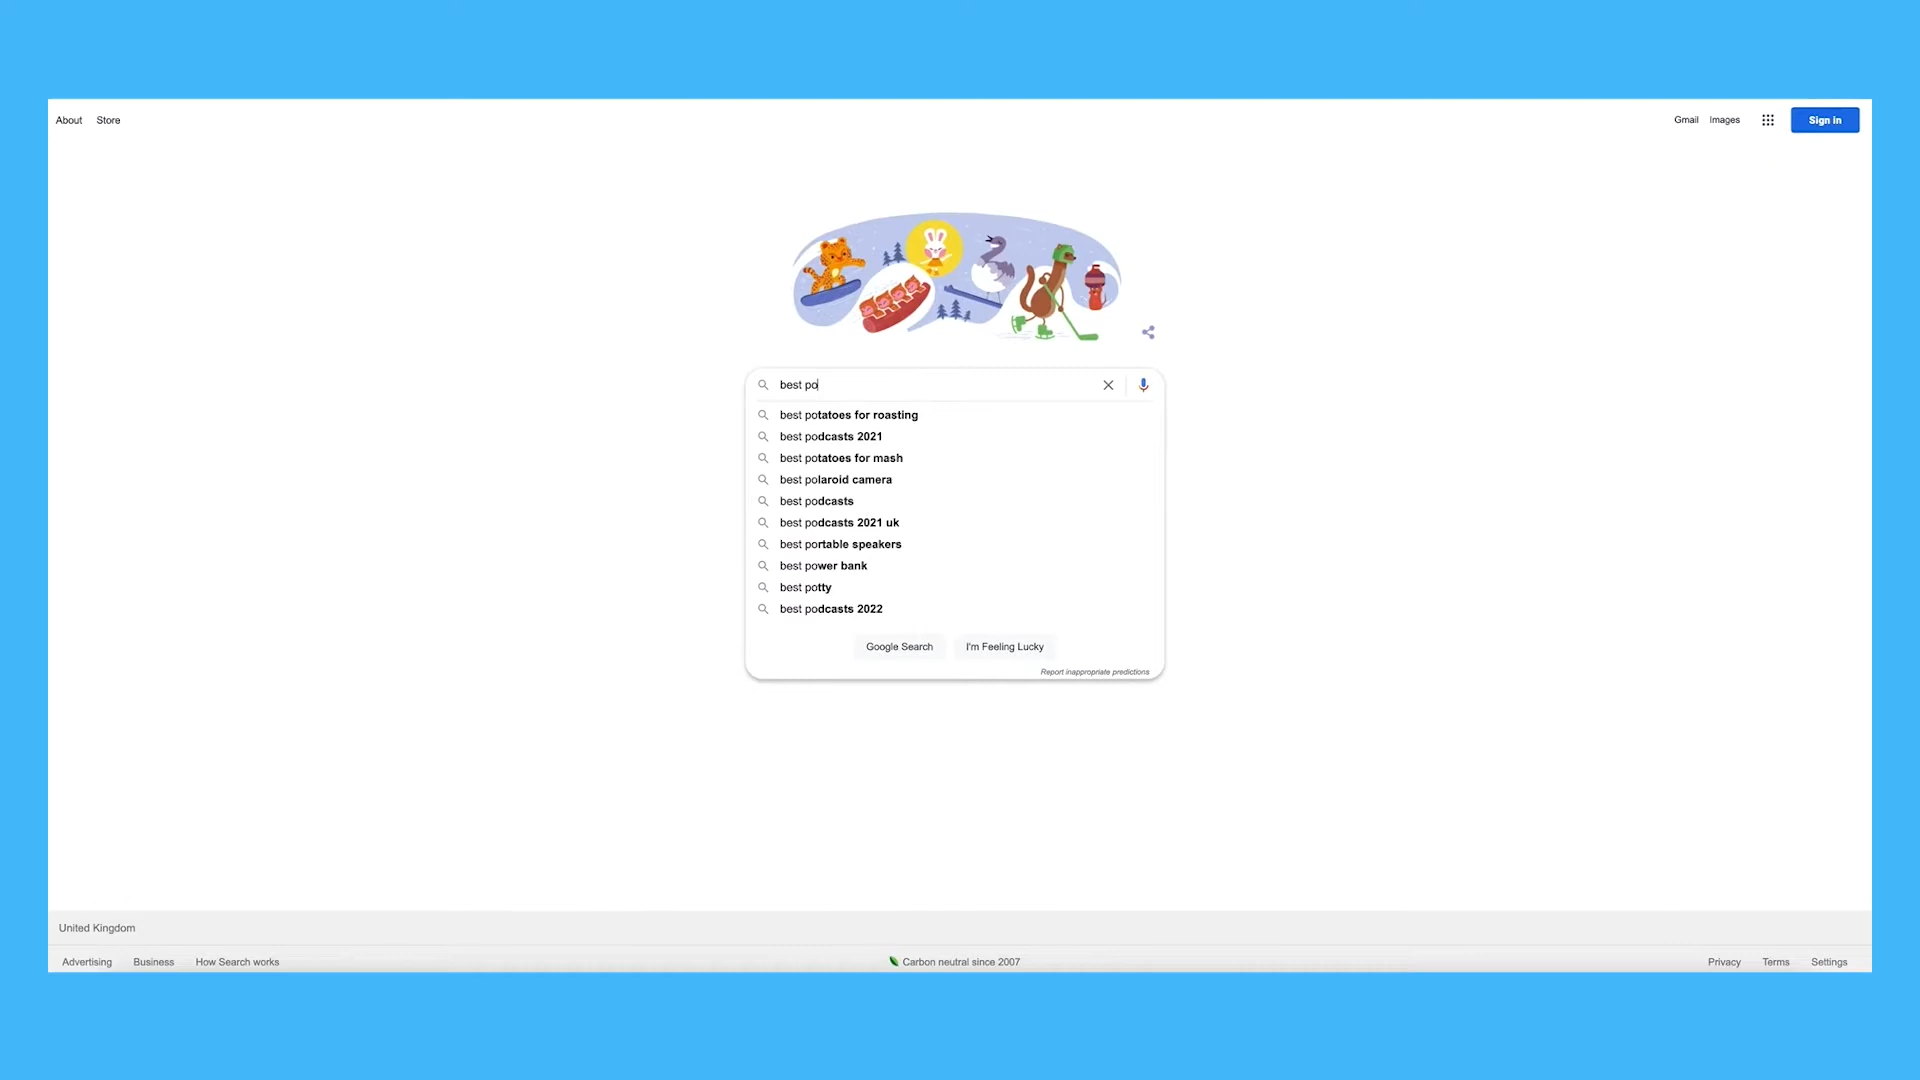 About Store
Gmail Images Sign in
best po
best potatoes for roasting
best podcasts 2021
best potatoes for mash
best polaroid camera
best podcasts
best podcasts 2021 uk
best portable speakers
best power bank
best potty
best podcasts 2022
Google Search I'm Feeling Lucky
Report inappropriate predictions
United Kingdom
Advertising Business How Search works Carbon neutral since 2007 Privacy Terms Settings